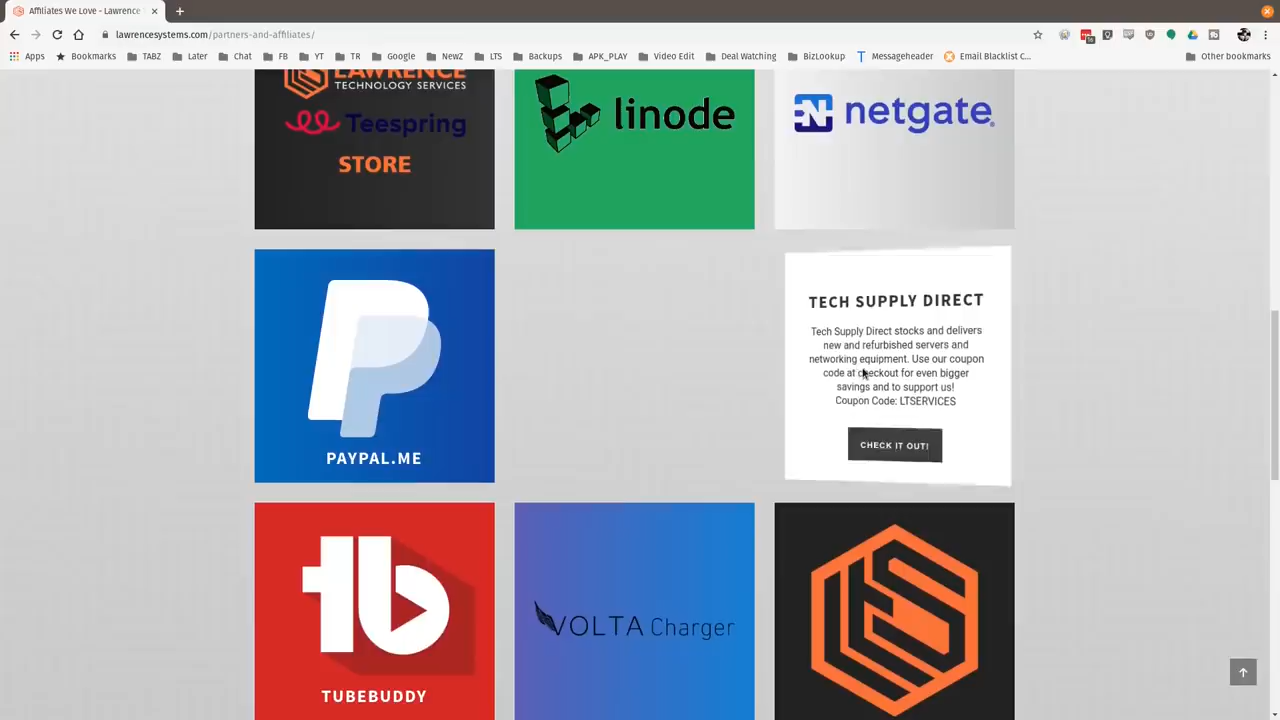 Affiliates We Love - Lawrence
lawrencesystems.com/partners-and-affiliates/
Apps Bookmarks TABZ Later Chat FB YT TR Google NewZ LTS Backups APK_PLAY Video Edit Deal Watching BizLookup Messageheader Email Blacklist C... Other bookmarks
LAWRENCE
TECHNOLOGY SERVICES
Teespring
STORE
linode
netgate
PAYPAL.ME
TECH SUPPLY DIRECT
Tech Supply Direct stocks and delivers
new and refurbished servers and
networking equipment. Use our coupon
code at checkout for even bigger
savings and to support us!
Coupon Code: LTSERVICES
CHECK IT OUT!
tb
TUBEBUDDY
VOLTA Charger